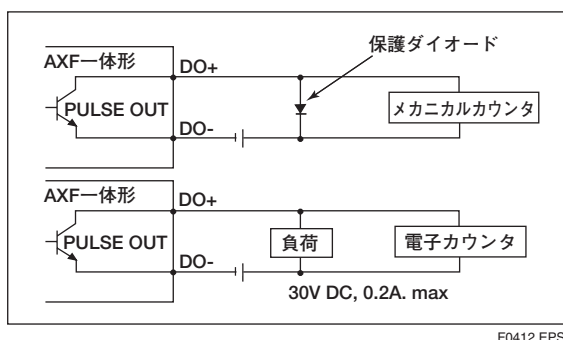 保護ダイオード
AXF一体形
DO+
PULSE OUT
メカニカルカウンタ
DO-
AXF一体形
DO+
PULSE OUT
負荷
電子カウンタ
DO-
30V DC, 0.2A. max
F0412.EPS